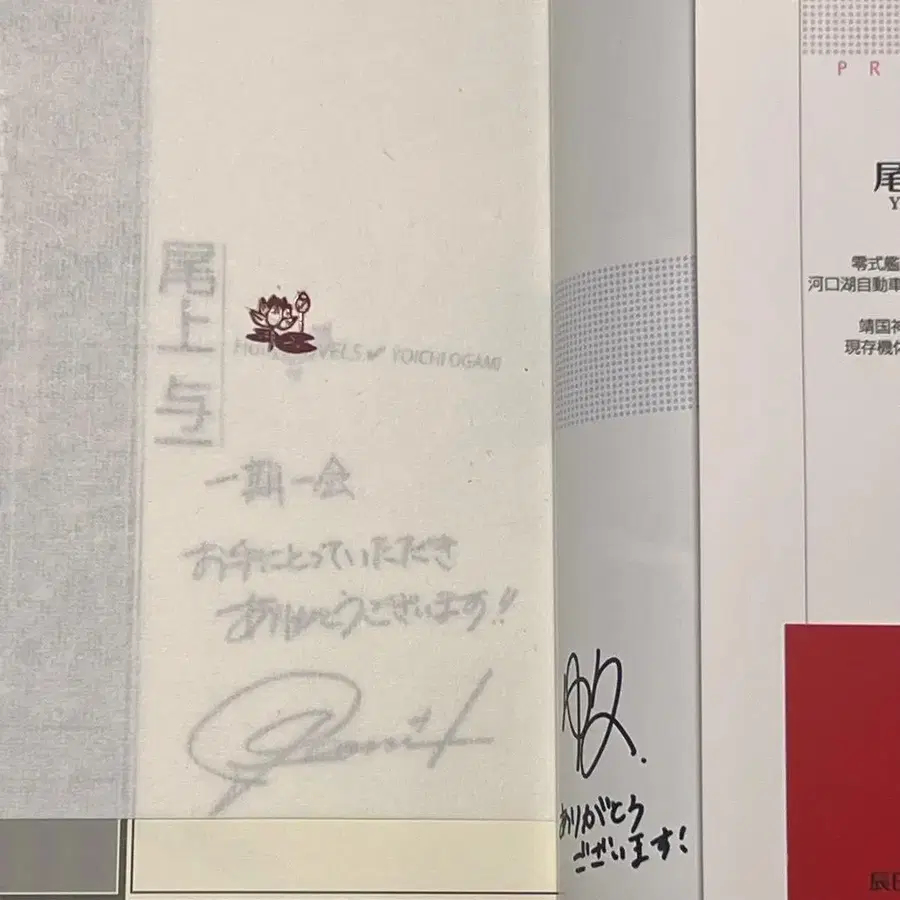 尾上与一
YOICHI OGAMI
一期一会
お手にとっていただき
ありがとうございます!!
ありがとう
ございます!
P R
尾
Y
零式艦
河口湖自動車
靖国神
現存機体
辰